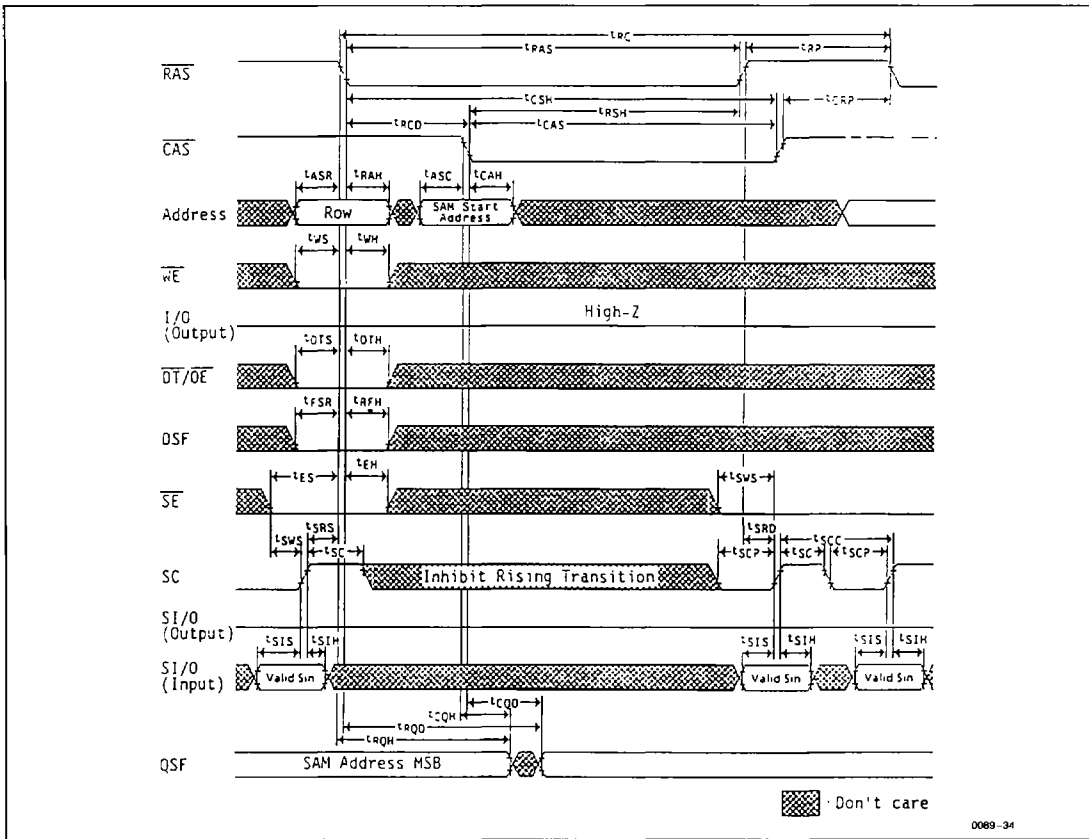 tRC
tRAS
tRP
RAS
tCSH
tCRP
tRSH
tRCD
tCAS
CAS
tASR
tRAH
tASC
tCAH
Address
Row
SAM Start
Address
tWS
tWH
WE
High-Z
I/O
(Output)
tDTS
tDTH
DT/OE
tFSR
tRFH
DSF
tES
tEH
tSWS
SE
tSRS
tSRD
tSCC
tSWS
tSC
tSCP
tSC
tSCP
SC
Inhibit Rising Transition
SI/O
(Output)
tSIS
tSIH
tSIS
tSIH
tSIS
tSIH
SI/O
(Input)
Valid Sin
Valid Sin
Valid Sin
tCQD
tCQH
tRQD
tRQH
QSF
SAM Address MSB
: Don't care
0089-34